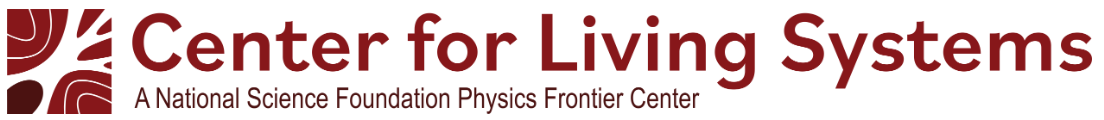 Center for Living Systems
A National Science Foundation Physics Frontier Center